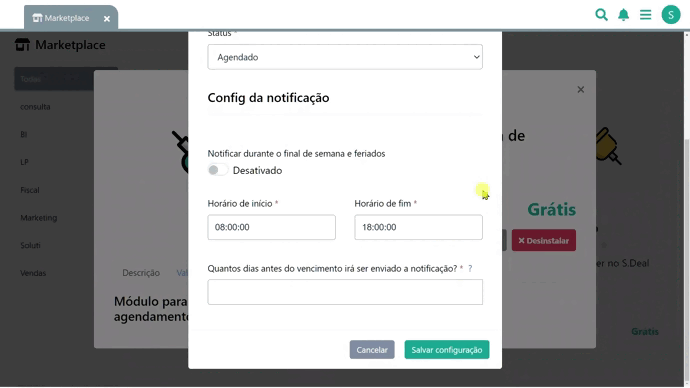 Marketplace ×
S
Marketplace
Status *
Todos
Agendado
×
consulta
Config da notificação
de
BI
LP
Notificar durante o final de semana e feriados
Desativado
Fiscal
Horário de início *
Horário de fim *
Grátis
Marketing
08:00:00
18:00:00
× Desinstalar
Soluti
er no S.Deal
Vendas
Descrição
Quantos dias antes do vencimento irá ser enviado a notificação? * ?
Módulo para
agendamento
Grátis
Cancelar
Salvar configuração